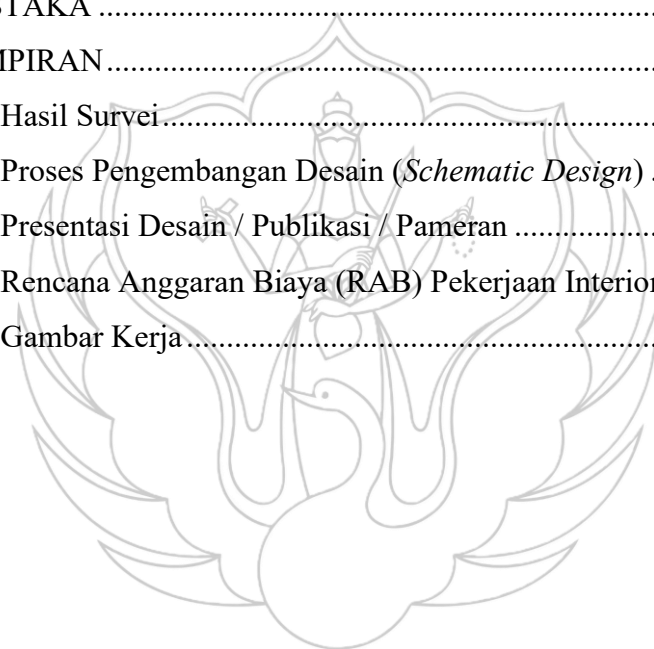 STAKA ..........................................................................
MPIRAN .........................................................................
Hasil Survei ..................................................................
Proses Pengembangan Desain (Schematic Design) .
Presentasi Desain / Publikasi / Pameran ..................
Rencana Anggaran Biaya (RAB) Pekerjaan Interior
Gambar Kerja ...............................................................